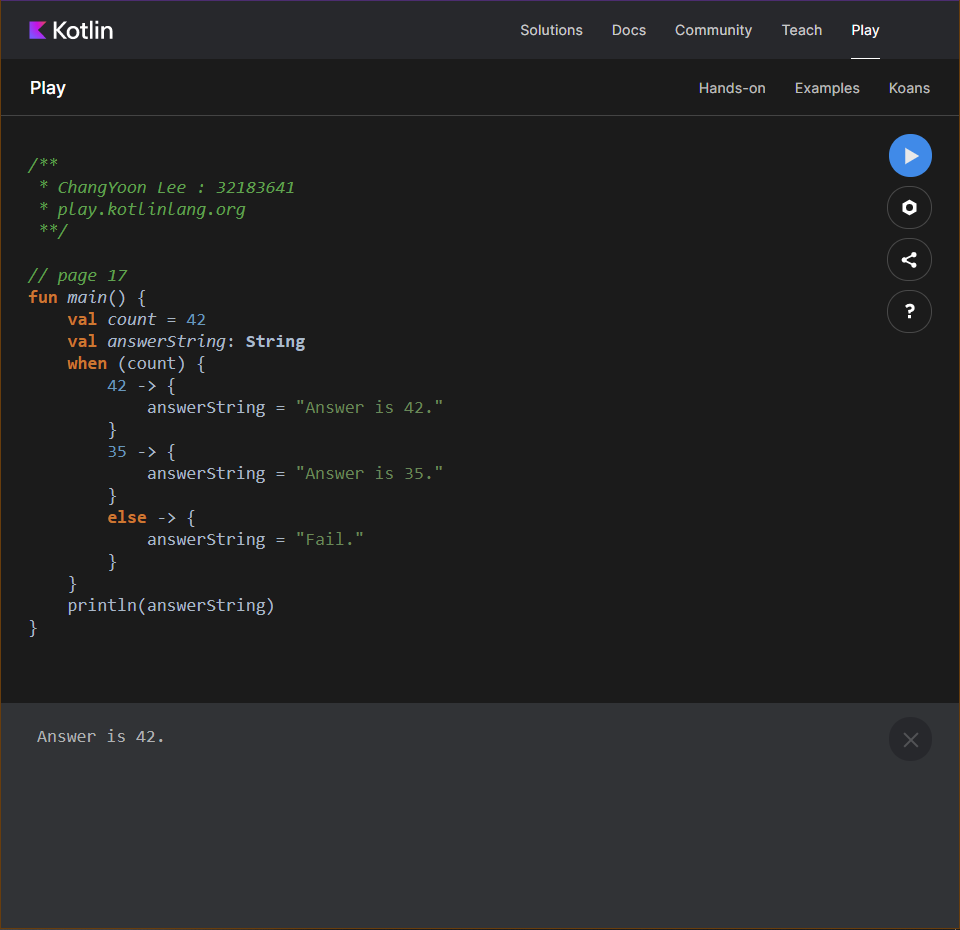 Kotlin Solutions Docs Community Teach Play
Play Hands-on Examples Koans
/**
 * ChangYoon Lee : 32183641
 * play.kotlinlang.org
 **/
// page 17
fun main() {
    val count = 42
    val answerString: String
    when (count) {
        42 -> {
            answerString = "Answer is 42."
        }
        35 -> {
            answerString = "Answer is 35."
        }
        else -> {
            answerString = "Fail."
        }
    }
    println(answerString)
}
?
Answer is 42.